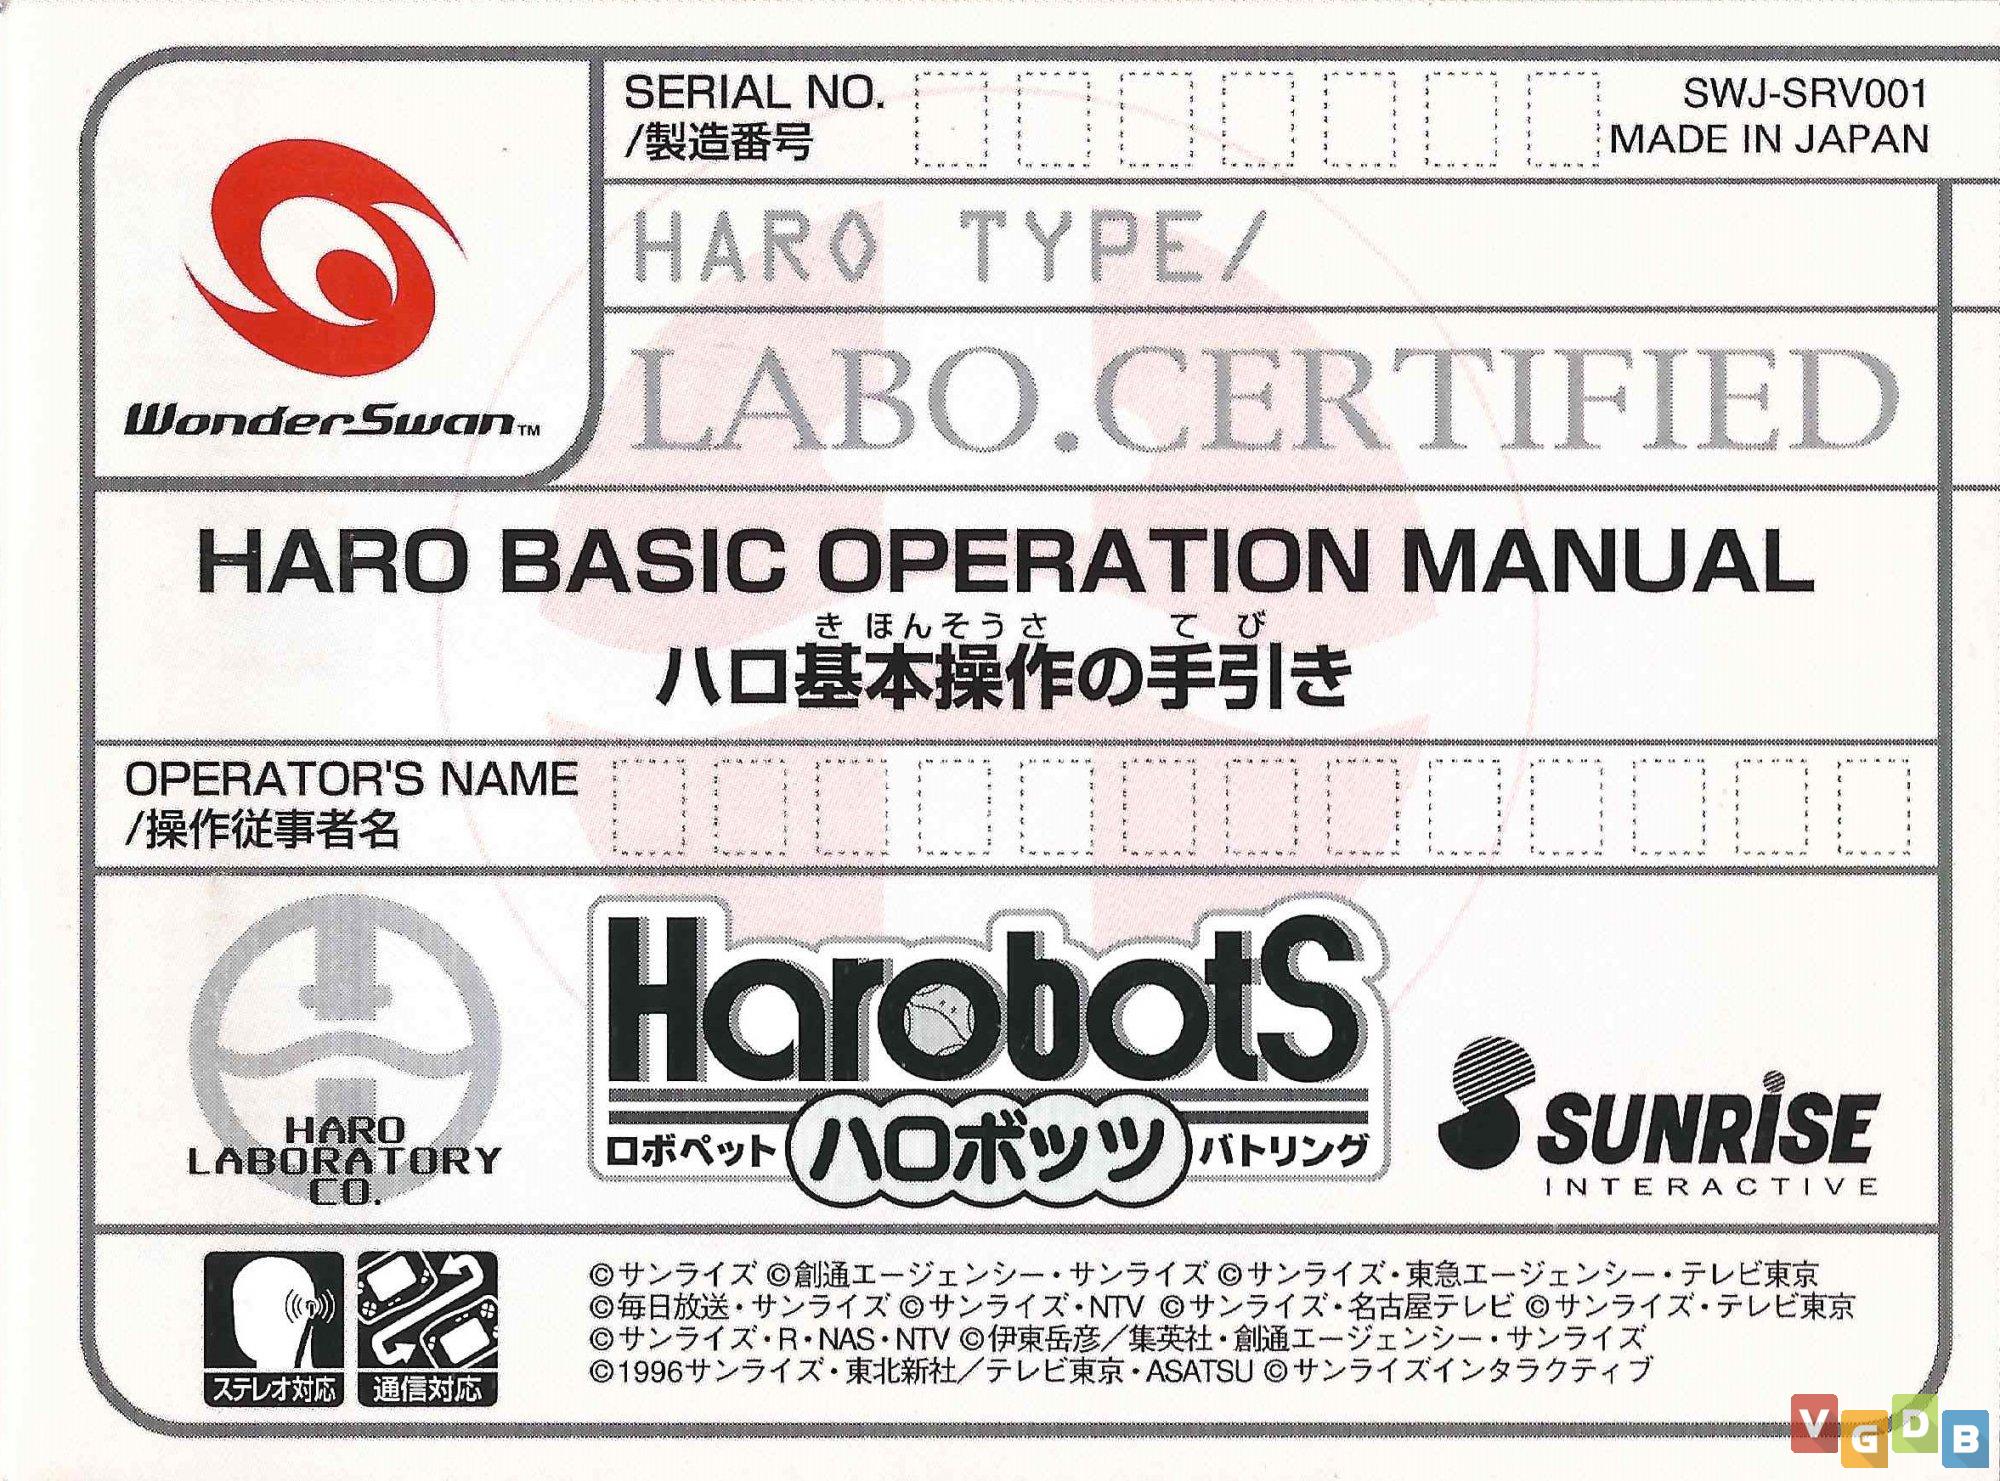 WonderSwan™
SERIAL NO.
/製造番号
SWJ-SRV001
MADE IN JAPAN
HARO TYPE/
LABO.CERTIFIED
HARO BASIC OPERATION MANUAL
きほんそうさ てび
ハロ基本操作の手引き
OPERATOR'S NAME
/操作従事者名
HARO
LABORATORY
CO.
Harobots
ロボペット ハロボッツ バトリング
SUNRISE
INTERACTIVE
ステレオ対応
通信対応
©サンライズ ©創通エージェンシー・サンライズ ©サンライズ・東急エージェンシー・テレビ東京
©毎日放送・サンライズ ©サンライズ・NTV ©サンライズ・名古屋テレビ ©サンライズ・テレビ東京
©サンライズ・R・NAS・NTV ©伊東岳彦／集英社・創通エージェンシー・サンライズ
©1996サンライズ・東北新社／テレビ東京・ASATSU ©サンライズインタラクティブ
VGDB